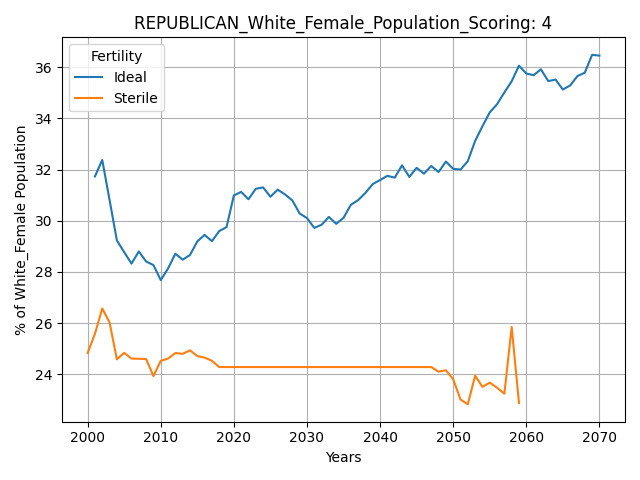 REPUBLICAN_White_Female_Population_Scoring: 4
Fertility
Ideal
Sterile
% of White_Female Population
36
34
32
30
28
26
24
2000 2010 2020 2030 2040 2050 2060 2070
Years